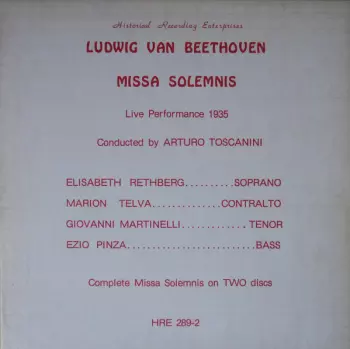 Historical Recording Enterprises
LUDWIG VAN BEETHOVEN
MISSA SOLEMNIS
Live Performance 1935
Conducted by ARTURO TOSCANINI
ELISABETH RETHBERG..........SOPRANO
MARION TELVA..............CONTRALTO
GIOVANNI MARTINELLI.............TENOR
EZIO PINZA..........................BASS
Complete Missa Solemnis on TWO discs
HRE 289-2